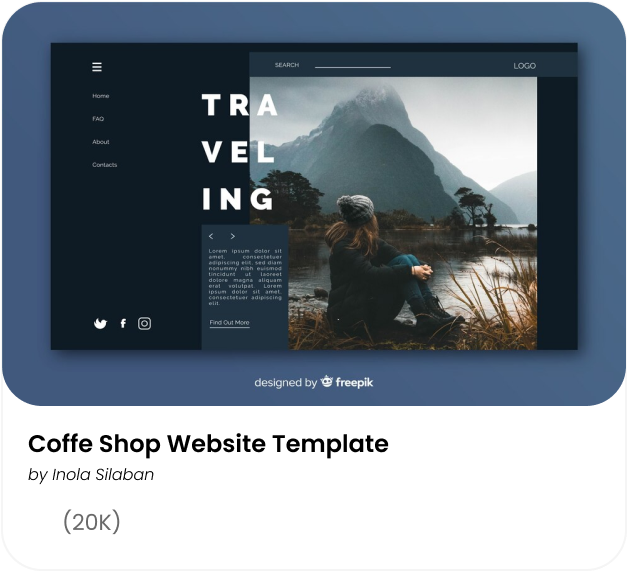 SEARCH
LOGO
Home
FAQ
About
Contacts
TRA
VEL
ING
< >
Lorem ipsum dolor sit
amet, consectetuer
adipiscing elit, sed diam
nonummy nibh euismod
tincidunt ut laoreet
dolore magna aliquam
erat volutpat. Lorem
ipsum dolor sit amet,
consectetuer adipiscing
elit.
Find Out More
designed by freepik
Coffe Shop Website Template
by Inola Silaban
(20K)